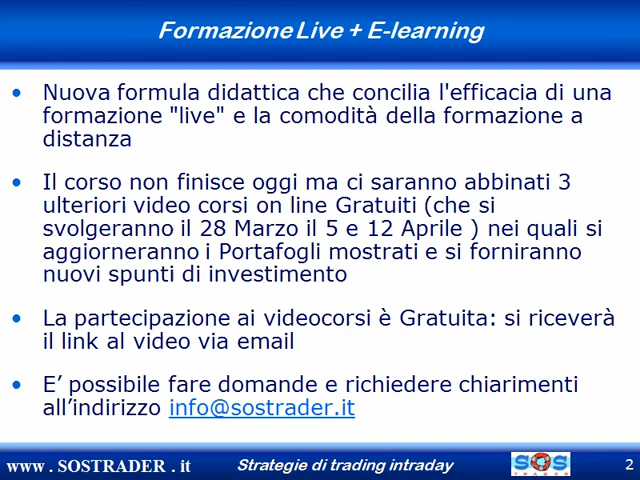 Formazione Live + E-learning
• Nuova formula didattica che concilia l'efficacia di una
formazione "live" e la comodità della formazione a
distanza
• Il corso non finisce oggi ma ci saranno abbinati 3
ulteriori video corsi on line Gratuiti (che si
svolgeranno il 28 Marzo il 5 e 12 Aprile ) nei quali si
aggiorneranno i Portafogli mostrati e si forniranno
nuovi spunti di investimento
• La partecipazione ai videocorsi è Gratuita: si riceverà
il link al video via email
• E’ possibile fare domande e richiedere chiarimenti
all’indirizzo info@sostrader.it
www . SOSTRADER . it
Strategie di trading intraday
SOS
TRADER
2